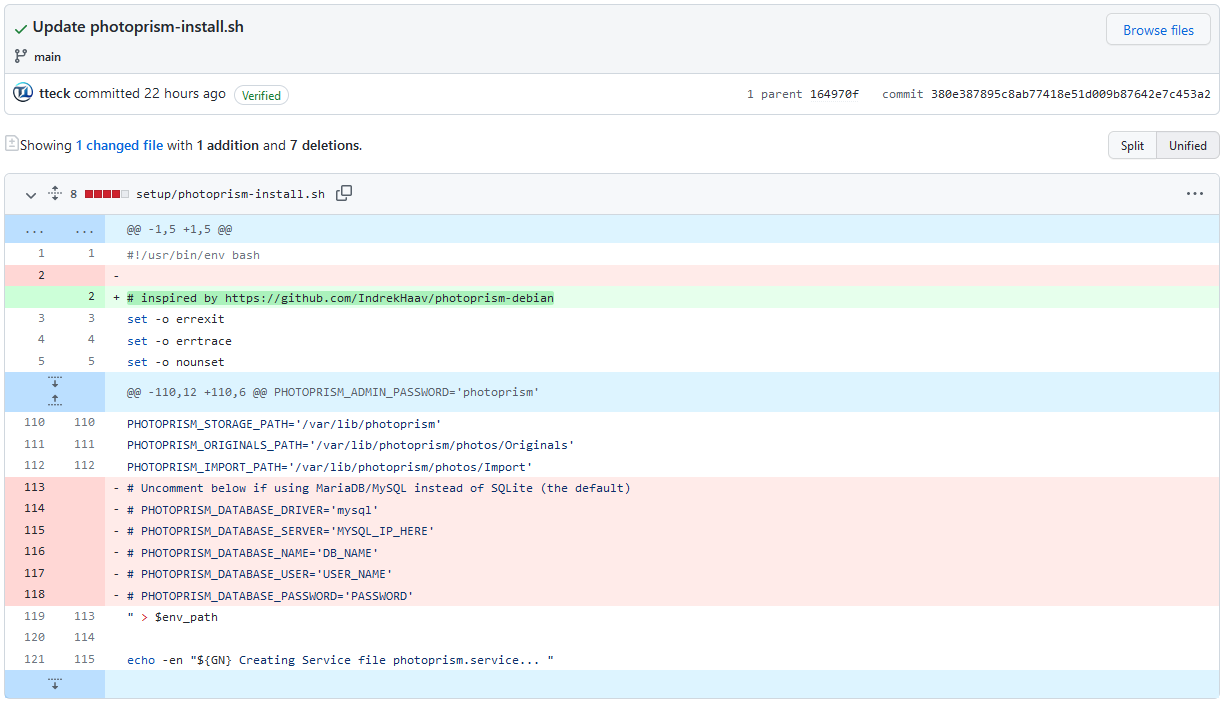 Update photoprism-install.sh
Browse files
main
tteck committed 22 hours ago Verified 1 parent 164970f commit 380e387895c8ab77418e51d009b87642e7c453a2
Showing 1 changed file with 1 addition and 7 deletions.
Split Unified
8 setup/photoprism-install.sh ...
... ... @@ -1,5 +1,5 @@
1 1 #!/usr/bin/env bash
2 -
2 + # inspired by https://github.com/IndrekHaav/photoprism-debian
3 3 set -o errexit
4 4 set -o errtrace
5 5 set -o nounset
@@ -110,12 +110,6 @@ PHOTOPRISM_ADMIN_PASSWORD='photoprism'
110 110 PHOTOPRISM_STORAGE_PATH='/var/lib/photoprism'
111 111 PHOTOPRISM_ORIGINALS_PATH='/var/lib/photoprism/photos/Originals'
112 112 PHOTOPRISM_IMPORT_PATH='/var/lib/photoprism/photos/Import'
113 - # Uncomment below if using MariaDB/MySQL instead of SQLite (the default)
114 - # PHOTOPRISM_DATABASE_DRIVER='mysql'
115 - # PHOTOPRISM_DATABASE_SERVER='MYSQL_IP_HERE'
116 - # PHOTOPRISM_DATABASE_NAME='DB_NAME'
117 - # PHOTOPRISM_DATABASE_USER='USER_NAME'
118 - # PHOTOPRISM_DATABASE_PASSWORD='PASSWORD'
119 113 " > $env_path
120 114
121 115 echo -en "${GN} Creating Service file photoprism.service... "